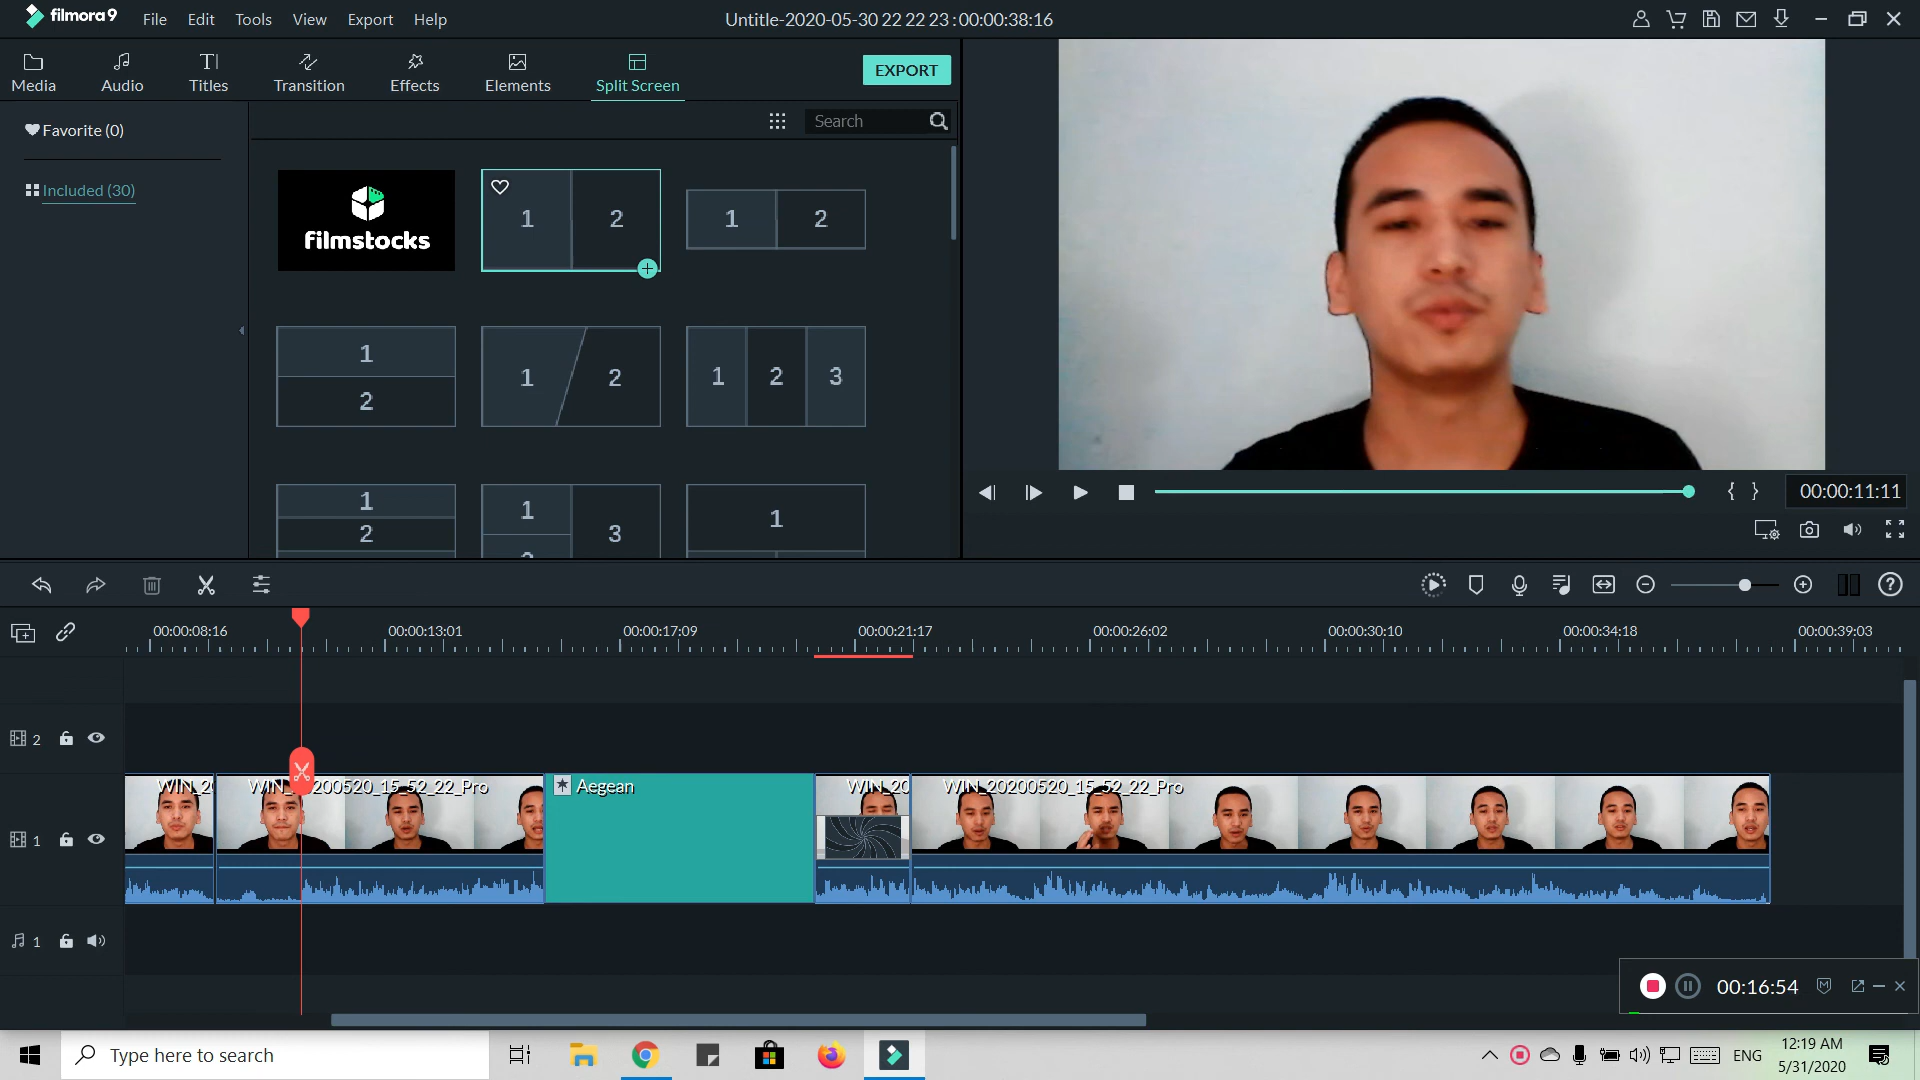 filmora9 File Edit Tools View Export Help Untitle-2020-05-30 22 22 23 : 00:00:38:16
Media Audio Titles Transition Effects Elements Split Screen EXPORT
Favorite (0)
Search
Included (30)
filmstocks
1 2
1 2
1
2
1 2
1 2 3
1
2
1
3
1
00:00:11:11
00:00:08:16 00:00:13:01 00:00:17:09 00:00:21:17 00:00:26:02 00:00:30:10 00:00:34:18 00:00:39:03
2
WIN_20 WIN_20200520_15_52_22_Pro Aegean WIN_20 WIN_20200520_15_52_22_Pro
1
1
00:16:54
Type here to search
ENG
12:19 AM
5/31/2020